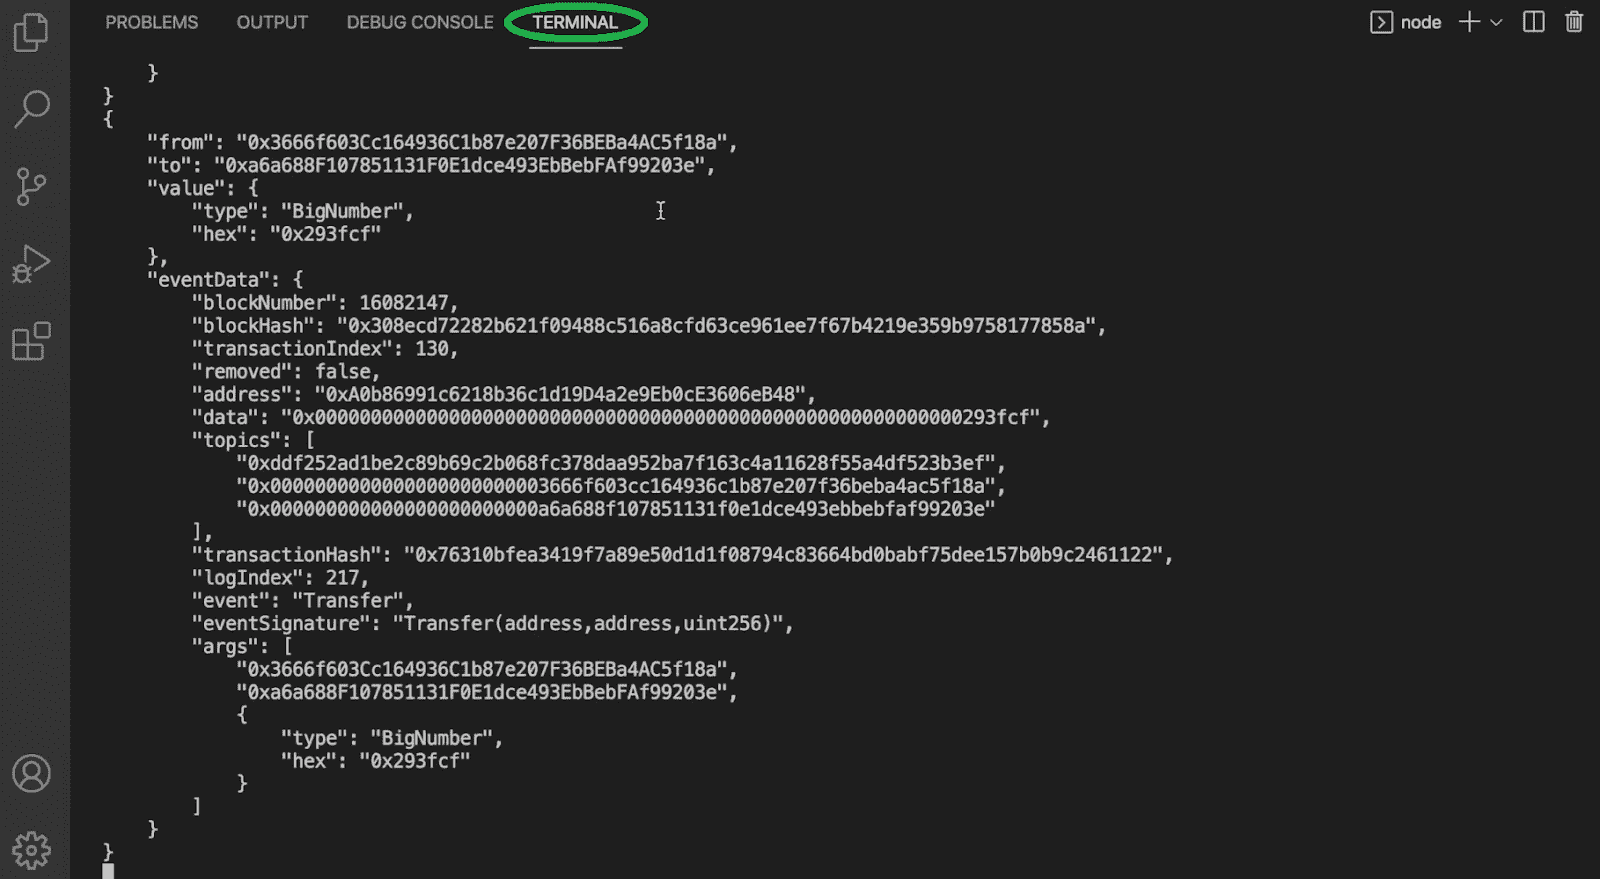 PROBLEMS OUTPUT DEBUG CONSOLE TERMINAL node
}
}
{
"from": "0x3666f603Cc164936C1b87e207F36BEBa4AC5f18a",
"to": "0xa6a688F107851131F0E1dce493EbBebFAf99203e",
"value": {
"type": "BigNumber",
"hex": "0x293fcf"
},
"eventData": {
"blockNumber": 16082147,
"blockHash": "0x308ecd72282b621f09488c516a8cfd63ce961ee7f67b4219e359b9758177858a",
"transactionIndex": 130,
"removed": false,
"address": "0xA0b86991c6218b36c1d19D4a2e9Eb0cE3606eB48",
"data": "0x0000000000000000000000000000000000000000000000000000000000293fcf",
"topics": [
"0xddf252ad1be2c89b69c2b068fc378daa952ba7f163c4a11628f55a4df523b3ef",
"0x0000000000000000000000003666f603cc164936c1b87e207f36beba4ac5f18a",
"0x000000000000000000000000a6a688f107851131f0e1dce493ebbebfaf99203e"
],
"transactionHash": "0x76310bfea3419f7a89e50d1d1f08794c83664bd0babf75dee157b0b9c2461122",
"logIndex": 217,
"event": "Transfer",
"eventSignature": "Transfer(address,address,uint256)",
"args": [
"0x3666f603Cc164936C1b87e207F36BEBa4AC5f18a",
"0xa6a688F107851131F0E1dce493EbBebFAf99203e",
{
"type": "BigNumber",
"hex": "0x293fcf"
}
]
}
}